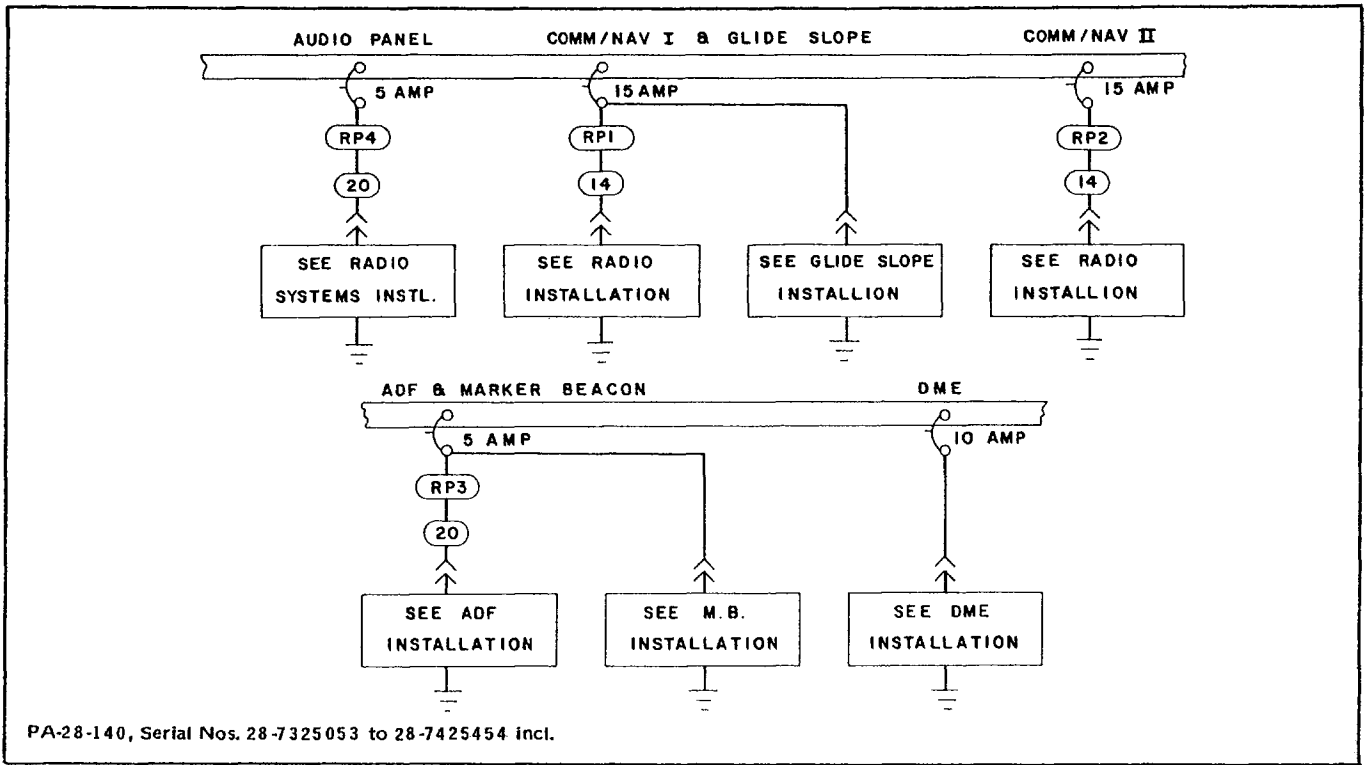 AUDIO PANEL
COMM/NAV I & GLIDE SLOPE
COMM/NAV II
5 AMP
15 AMP
15 AMP
RP4
RP1
RP2
20
14
14
SEE RADIO
SYSTEMS INSTL.
SEE RADIO
INSTALLATION
SEE GLIDE SLOPE
INSTALLION
SEE RADIO
INSTALLION
ADF & MARKER BEACON
DME
5 AMP
10 AMP
RP3
20
SEE ADF
INSTALLATION
SEE M.B.
INSTALLATION
SEE DME
INSTALLATION
PA-28-140, Serial Nos. 28-7325053 to 28-7425454 incl.